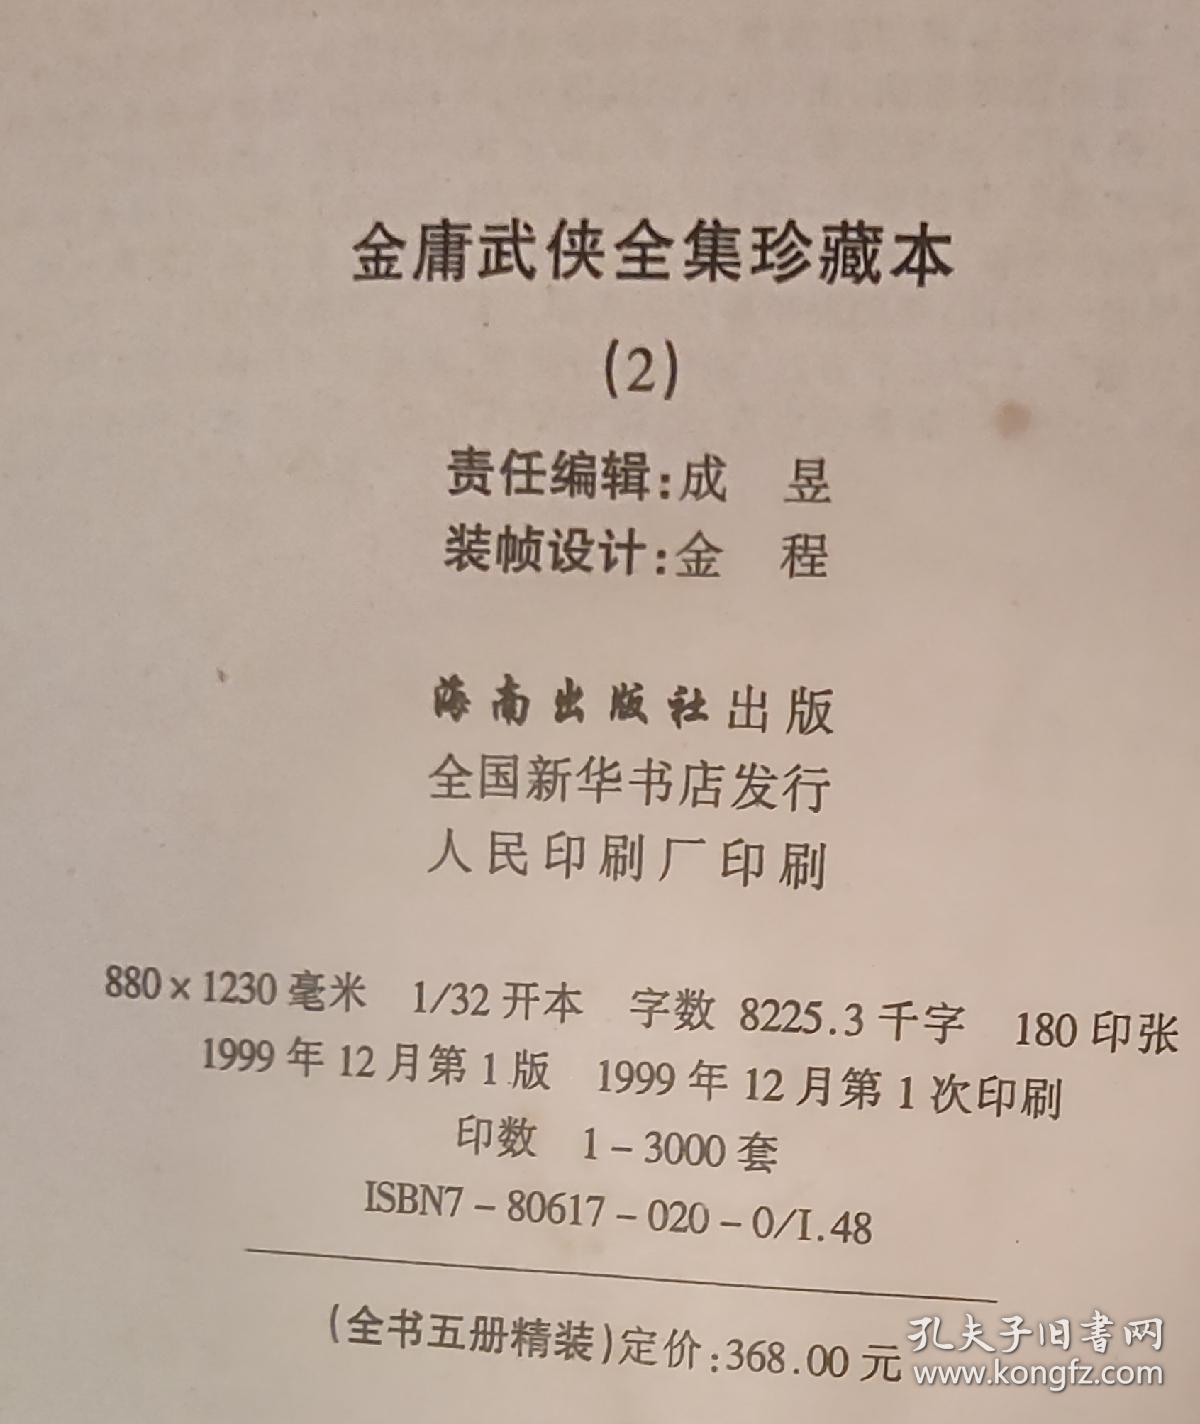 金庸武侠全集珍藏本
(2)
责任编辑:成　昱
装帧设计:金　程
海南出版社出版
全国新华书店发行
人民印刷厂印刷
880×1230毫米　1/32开本　字数 8225.3千字　180印张
1999年12月第1版　1999年12月第1次印刷
印数　1-3000套
ISBN7-80617-020-0/I.48
(全书五册精装)定价:368.00元
孔夫子旧书网
www.kongfz.com